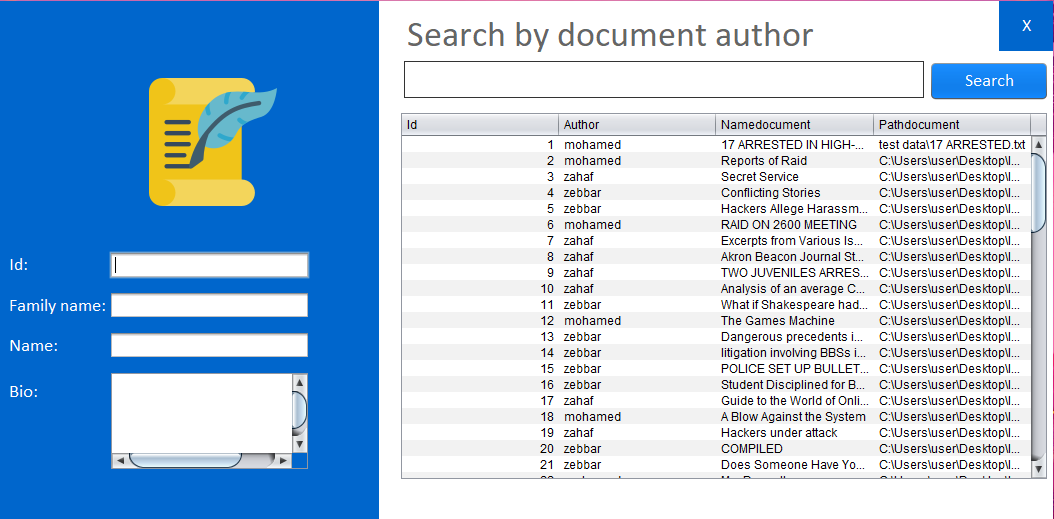 Search by document author
X
Search
Id Author Namedocument Pathdocument
1 mohamed 17 ARRESTED IN HIGH-... test data\17 ARRESTED.txt
2 mohamed Reports of Raid C:\Users\user\Desktop\I...
3 zahaf Secret Service C:\Users\user\Desktop\I...
4 zebbar Conflicting Stories C:\Users\user\Desktop\I...
5 zebbar Hackers Allege Harassm... C:\Users\user\Desktop\I...
6 mohamed RAID ON 2600 MEETING C:\Users\user\Desktop\I...
7 zahaf Excerpts from Various Is... C:\Users\user\Desktop\I...
8 zahaf Akron Beacon Journal St... C:\Users\user\Desktop\I...
9 zahaf TWO JUVENILES ARRES... C:\Users\user\Desktop\I...
10 zahaf Analysis of an average C... C:\Users\user\Desktop\I...
11 zebbar What if Shakespeare had... C:\Users\user\Desktop\I...
12 mohamed The Games Machine C:\Users\user\Desktop\I...
13 zebbar Dangerous precedents i... C:\Users\user\Desktop\I...
14 zebbar litigation involving BBSs i... C:\Users\user\Desktop\I...
15 zebbar POLICE SET UP BULLET... C:\Users\user\Desktop\I...
16 zebbar Student Disciplined for B... C:\Users\user\Desktop\I...
17 zahaf Guide to the World of Onli... C:\Users\user\Desktop\I...
18 mohamed A Blow Against the System C:\Users\user\Desktop\I...
19 zahaf Hackers under attack C:\Users\user\Desktop\I...
20 zebbar COMPILED C:\Users\user\Desktop\I...
21 zebbar Does Someone Have Yo... C:\Users\user\Desktop\I...
Id:
Family name:
Name:
Bio: